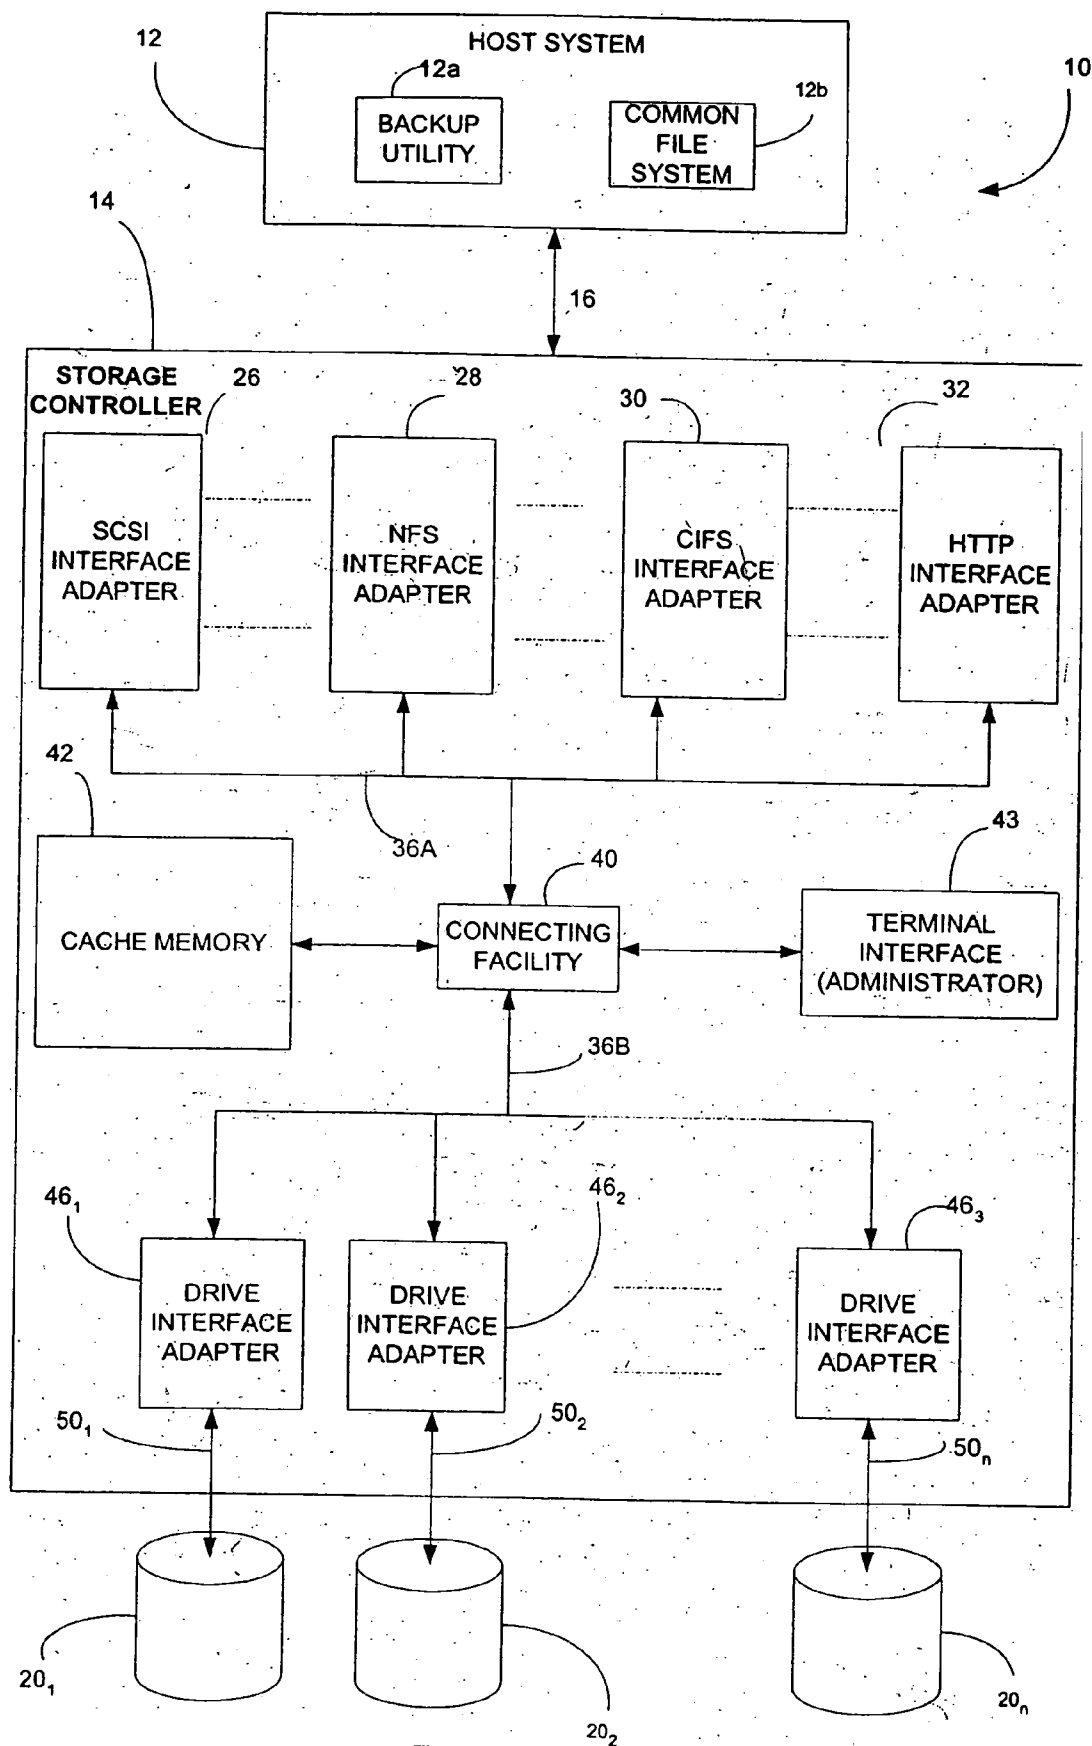 12
HOST SYSTEM
12a
BACKUP
UTILITY
12b
COMMON
FILE
SYSTEM
10
14
16
STORAGE
CONTROLLER
26
28
30
32
SCSI
INTERFACE
ADAPTER
NFS
INTERFACE
ADAPTER
CIFS
INTERFACE
ADAPTER
HTTP
INTERFACE
ADAPTER
42
36A
40
43
CACHE MEMORY
CONNECTING
FACILITY
TERMINAL
INTERFACE
(ADMINISTRATOR)
36B
46₁
46₂
46₃
DRIVE
INTERFACE
ADAPTER
DRIVE
INTERFACE
ADAPTER
DRIVE
INTERFACE
ADAPTER
50₁
50₂
50ₙ
20₁
20₂
20ₙ